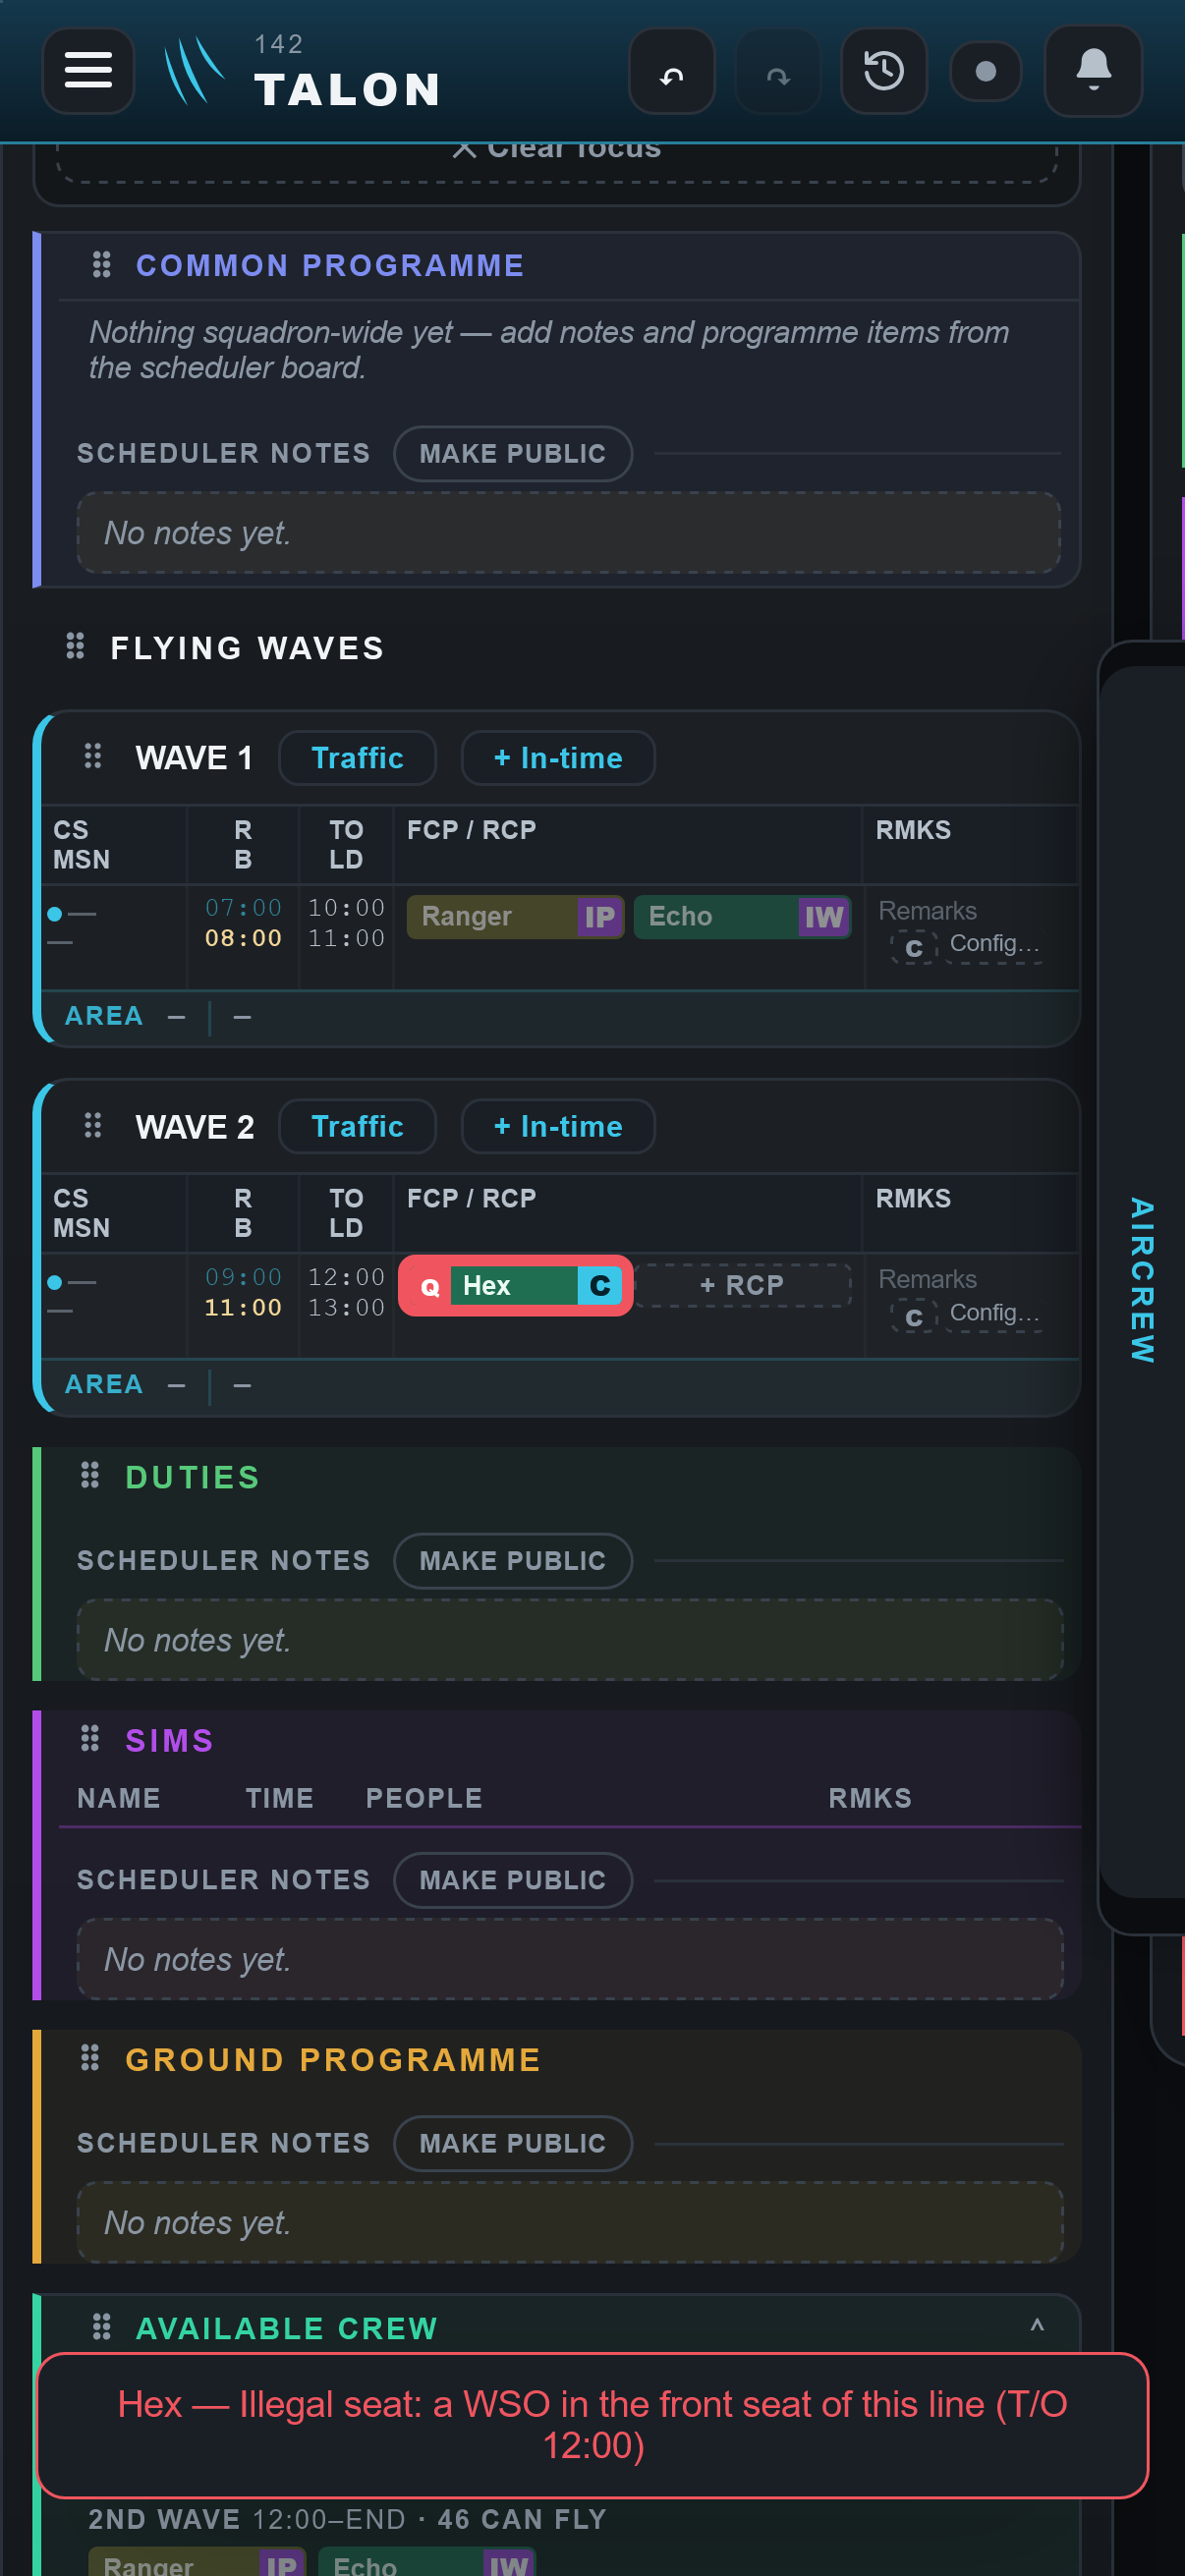 142
TALON
✕ Clear focus
COMMON PROGRAMME
Nothing squadron-wide yet — add notes and programme items from
the scheduler board.
SCHEDULER NOTES MAKE PUBLIC
No notes yet.
FLYING WAVES
WAVE 1 Traffic + In-time
CS R TO FCP / RCP RMKS
MSN B LD
— 07:00 10:00 Ranger IP Echo IW Remarks
— 08:00 11:00 C Config…
AREA – | –
WAVE 2 Traffic + In-time
CS R TO FCP / RCP RMKS
MSN B LD
— 09:00 12:00 Q Hex C + RCP Remarks
— 11:00 13:00 C Config…
AREA – | –
AIRCREW
DUTIES
SCHEDULER NOTES MAKE PUBLIC
No notes yet.
SIMS
NAME TIME PEOPLE RMKS
SCHEDULER NOTES MAKE PUBLIC
No notes yet.
GROUND PROGRAMME
SCHEDULER NOTES MAKE PUBLIC
No notes yet.
AVAILABLE CREW
Hex — Illegal seat: a WSO in the front seat of this line (T/O
12:00)
2ND WAVE 12:00–END · 46 CAN FLY
Ranger IP Echo IW